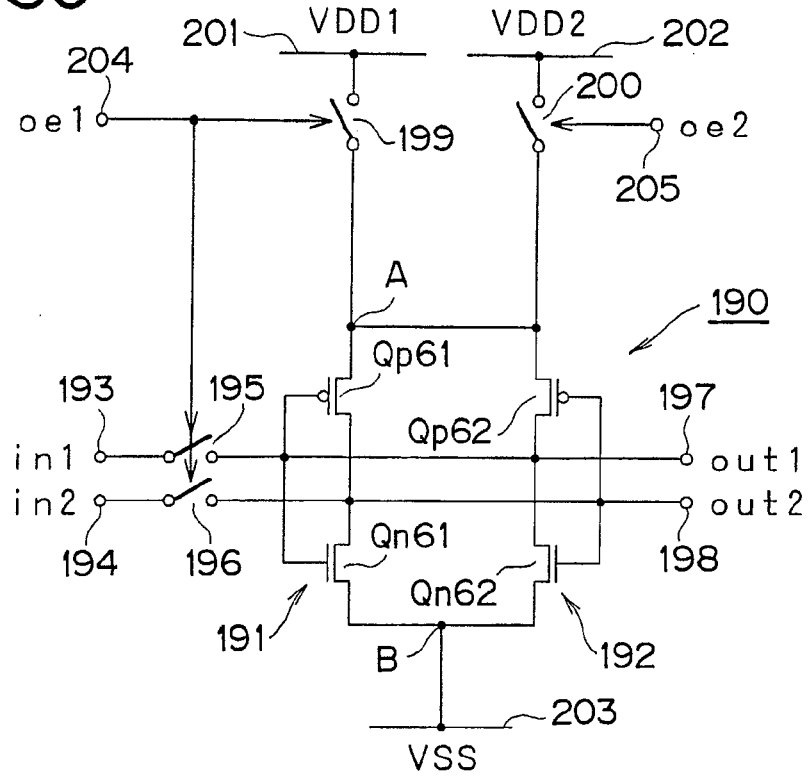 201 VDD1 VDD2 202
204 200
oe1 199 oe2
205
A
190
Qp61
193 195 Qp62 197
in1 out1
in2 out2
194 196 Qn61 198
Qn62
191 B 192
203
VSS